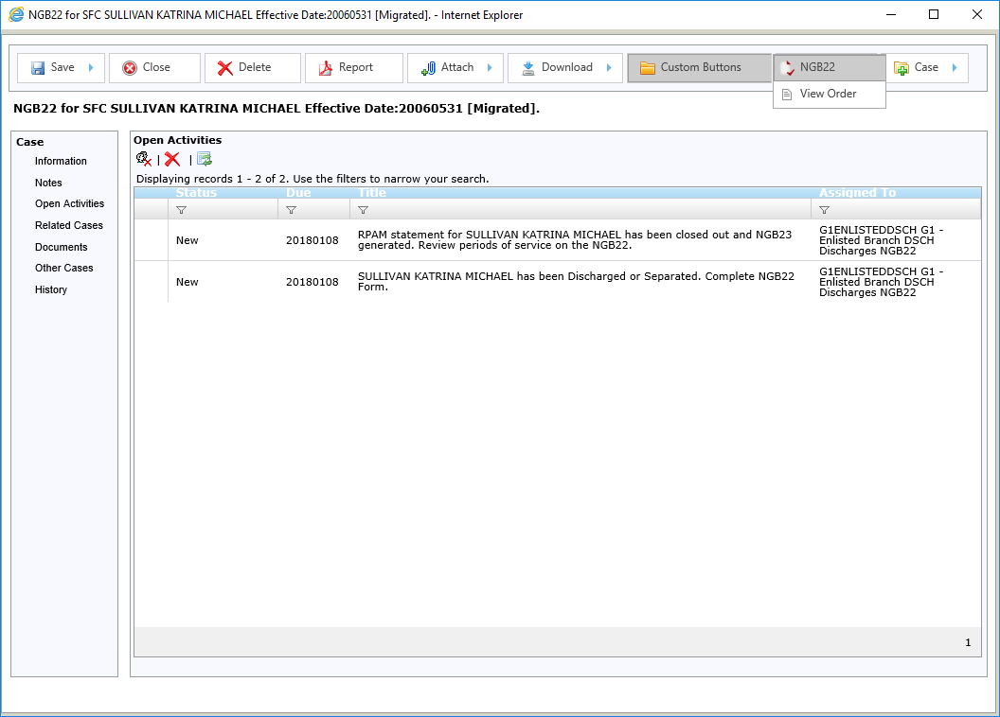 NGB22 for SFC SULLIVAN KATRINA MICHAEL Effective Date:20060531 [Migrated]. - Internet Explorer
Save
Close
Delete
Report
Attach
Download
Custom Buttons
NGB22
Case
View Order
NGB22 for SFC SULLIVAN KATRINA MICHAEL Effective Date:20060531 [Migrated].
Case
Information
Notes
Open Activities
Related Cases
Documents
Other Cases
History
Open Activities
Displaying records 1 - 2 of 2. Use the filters to narrow your search.
Status Due Title Assigned To
New 20180108
RPAM statement for SULLIVAN KATRINA MICHAEL has been closed out and NGB23
generated. Review periods of service on the NGB22.
G1ENLISTEDDSCH G1 -
Enlisted Branch DSCH
Discharges NGB22
New 20180108
SULLIVAN KATRINA MICHAEL has been Discharged or Separated. Complete NGB22
Form.
G1ENLISTEDDSCH G1 -
Enlisted Branch DSCH
Discharges NGB22
1